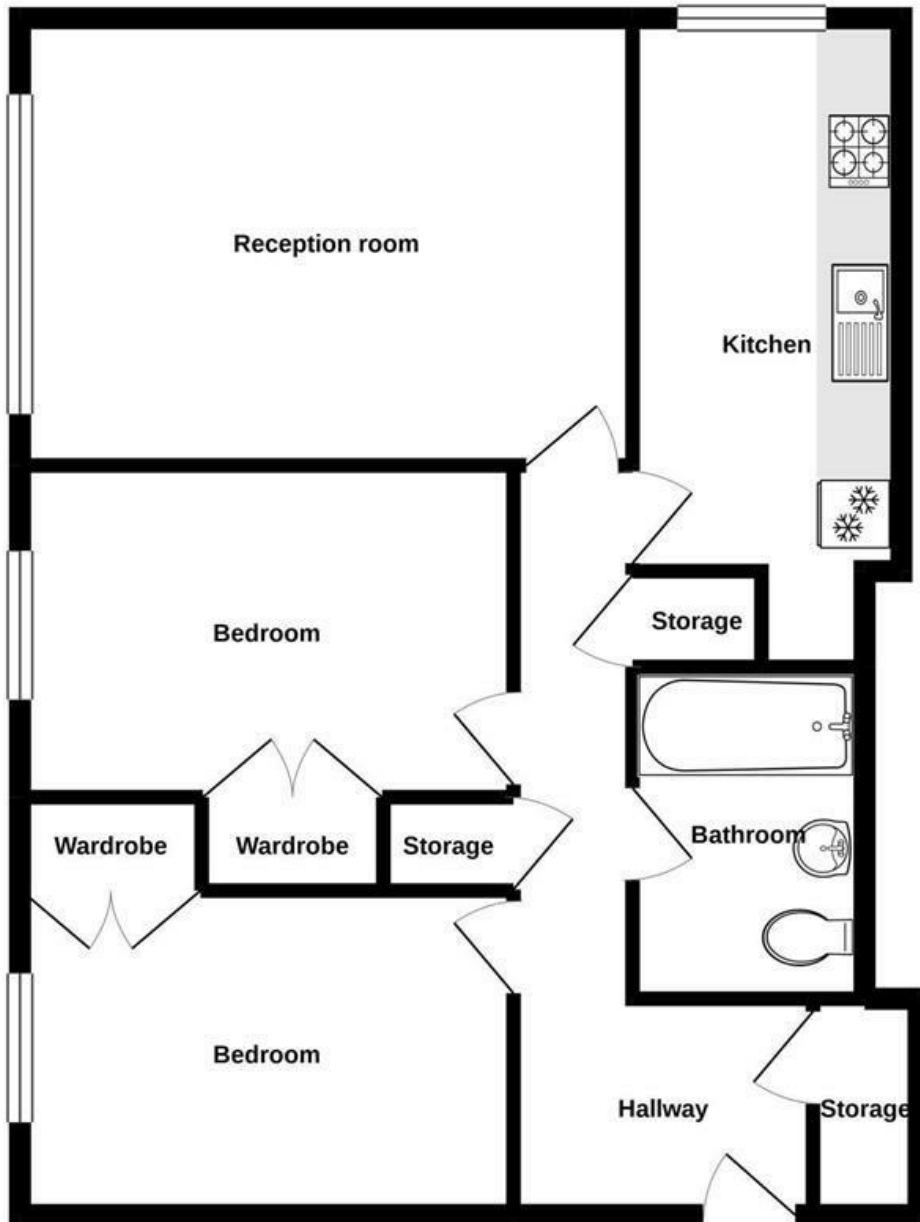 Reception room
Kitchen
Bedroom
Storage
Wardrobe
Wardrobe
Storage
Bathroom
Bedroom
Hallway
Storage